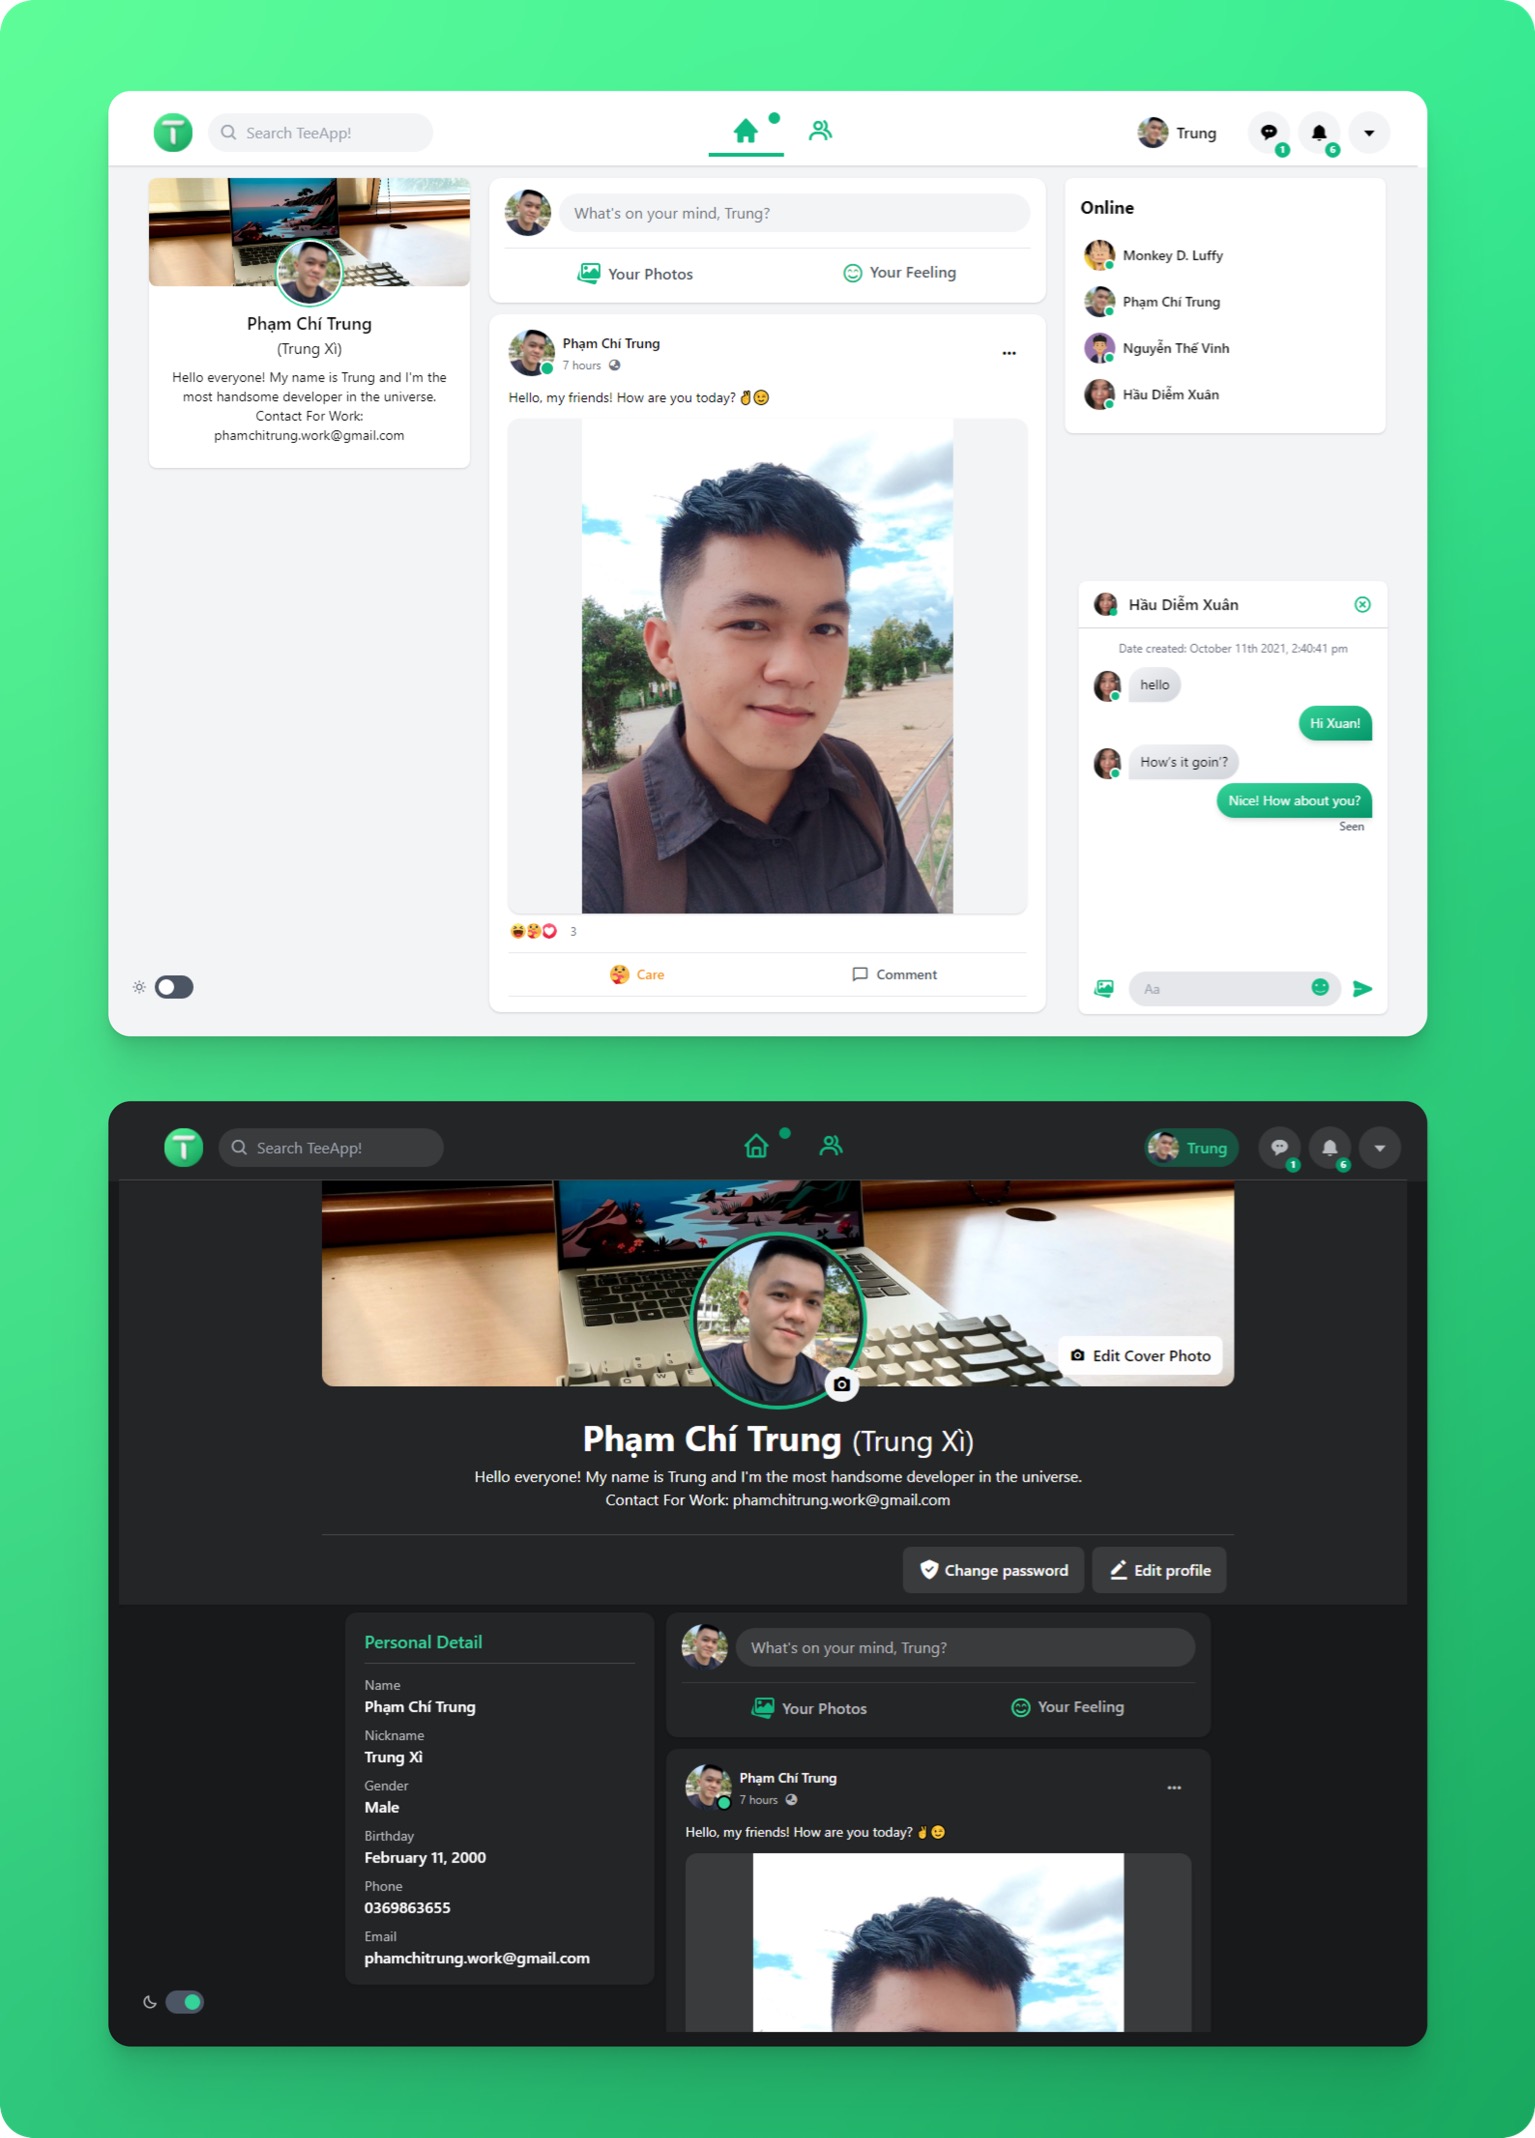 T
Search TeeApp!
Trung
1
6
Phạm Chí Trung
(Trung Xì)
Hello everyone! My name is Trung and I'm the
most handsome developer in the universe.
Contact For Work:
phamchitrung.work@gmail.com
What's on your mind, Trung?
Your Photos
Your Feeling
Phạm Chí Trung
7 hours
Hello, my friends! How are you today? ✌😉
3
Care
Comment
Online
Monkey D. Luffy
Phạm Chí Trung
Nguyễn Thế Vinh
Hầu Diễm Xuân
Hầu Diễm Xuân
Date created: October 11th 2021, 2:40:41 pm
hello
Hi Xuan!
How's it goin'?
Nice! How about you?
Seen
Aa
T
Search TeeApp!
Trung
1
6
Edit Cover Photo
Phạm Chí Trung (Trung Xì)
Hello everyone! My name is Trung and I'm the most handsome developer in the universe.
Contact For Work: phamchitrung.work@gmail.com
Change password
Edit profile
Personal Detail
Name
Phạm Chí Trung
Nickname
Trung Xì
Gender
Male
Birthday
February 11, 2000
Phone
0369863655
Email
phamchitrung.work@gmail.com
What's on your mind, Trung?
Your Photos
Your Feeling
Phạm Chí Trung
7 hours
Hello, my friends! How are you today? ✌😉